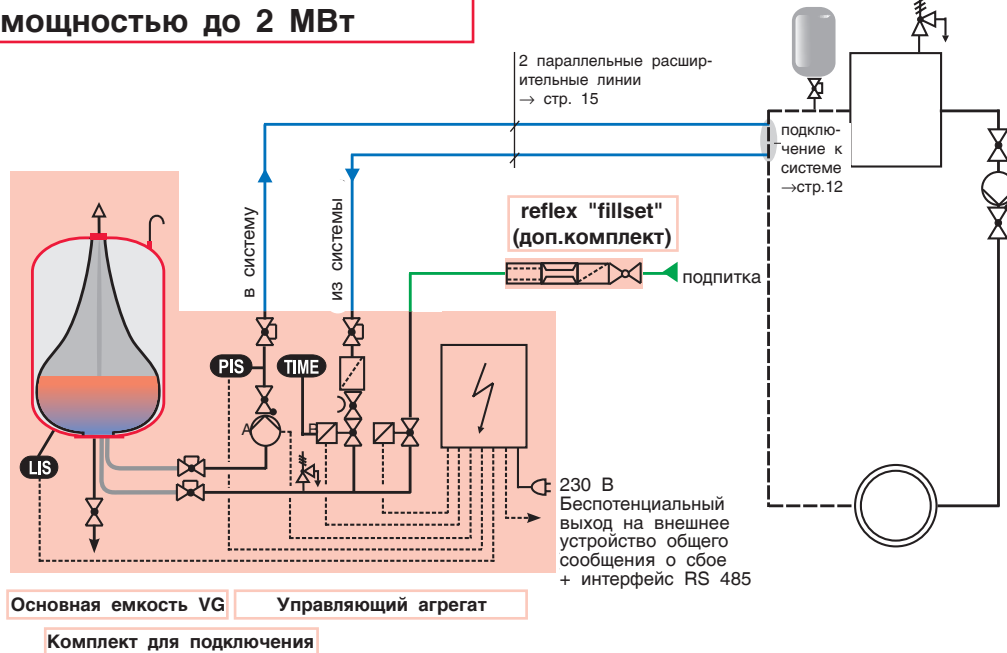 мощностью до 2 МВт
2 параллельные расшир-
ительные линии
→ стр. 15
подклю-
чение к
системе
→стр.12
в систему
из системы
reflex "fillset"
(доп.комплект)
подпитка
PIS
TIME
A
B
LIS
230 В
Беспотенциальный
выход на внешнее
устройство общего
сообщения о сбое
+ интерфейс RS 485
Основная емкость VG
Управляющий агрегат
Комплект для подключения